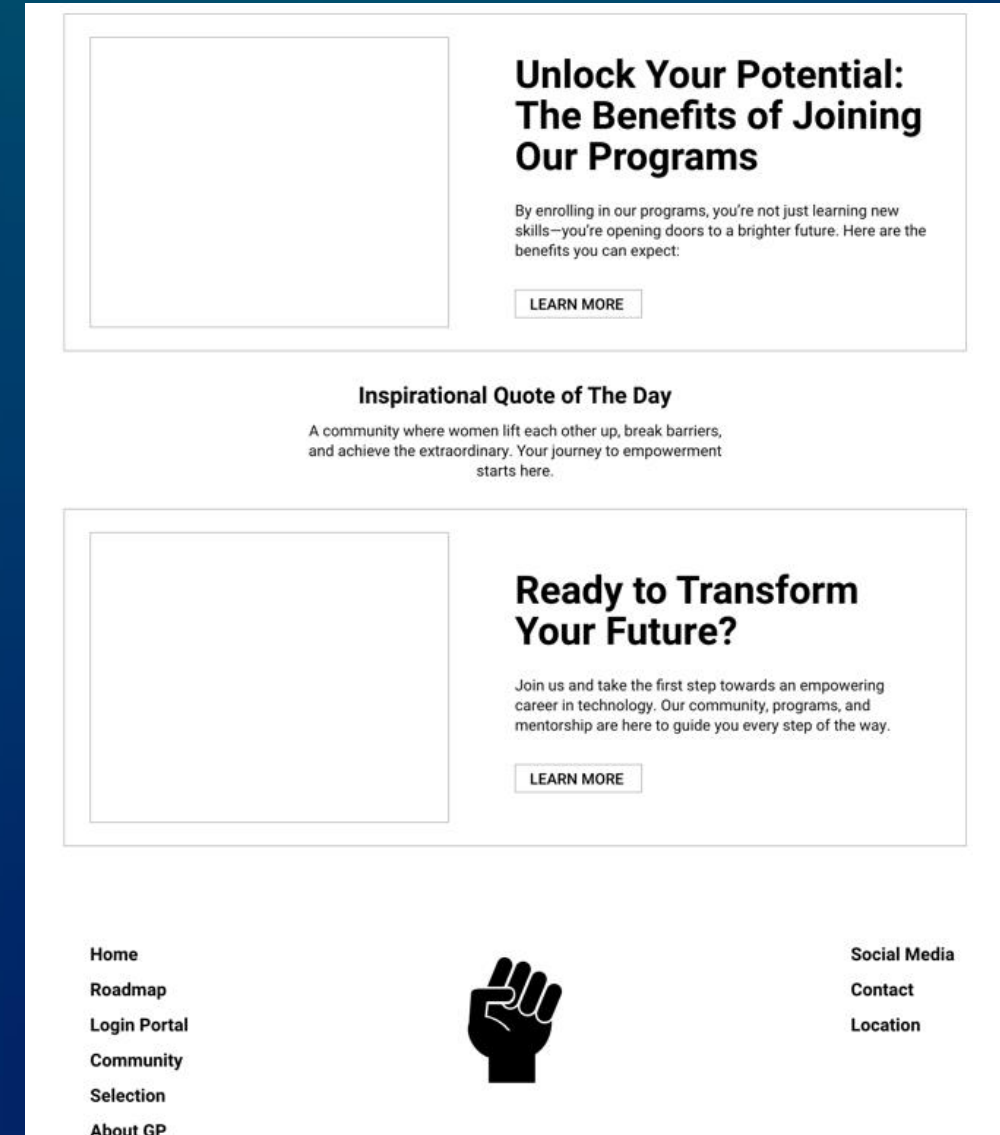 Unlock Your Potential:
The Benefits of Joining
Our Programs
By enrolling in our programs, you're not just learning new
skills—you're opening doors to a brighter future. Here are the
benefits you can expect:
LEARN MORE
Inspirational Quote of The Day
A community where women lift each other up, break barriers,
and achieve the extraordinary. Your journey to empowerment
starts here.
Ready to Transform
Your Future?
Join us and take the first step towards an empowering
career in technology. Our community, programs, and
mentorship are here to guide you every step of the way.
LEARN MORE
Home
Roadmap
Login Portal
Community
Selection
About GP
Social Media
Contact
Location